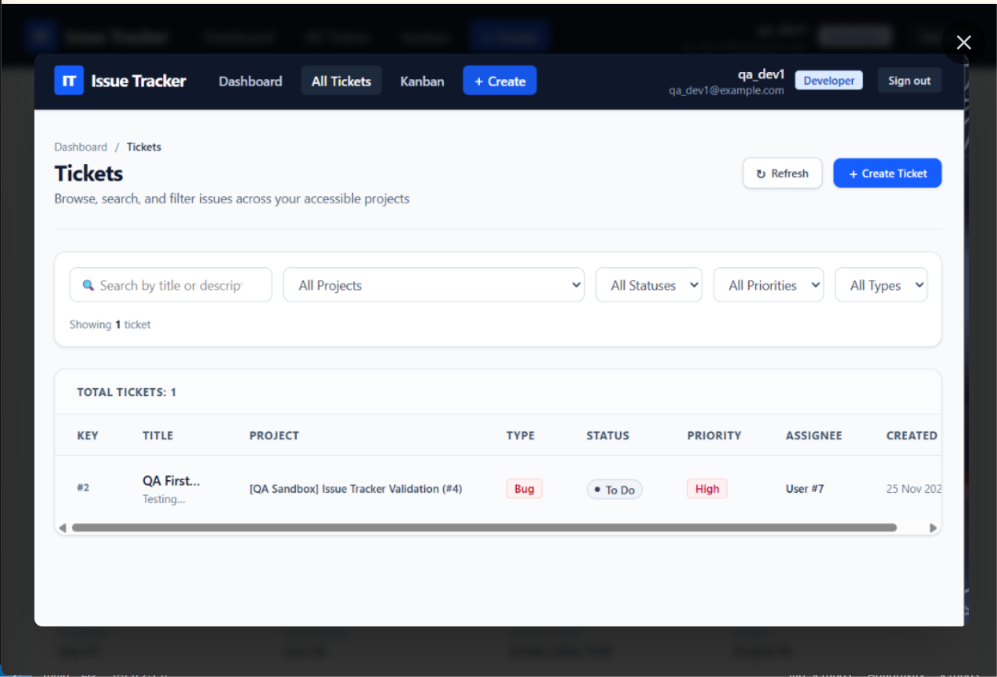 IT Issue Tracker Dashboard All Tickets Kanban + Create qa_dev1 Developer Sign out
qa_dev1@example.com
Dashboard / Tickets
Tickets
↻ Refresh + Create Ticket
Browse, search, and filter issues across your accessible projects
Search by title or descrip
All Projects All Statuses All Priorities All Types
Showing 1 ticket
TOTAL TICKETS: 1
KEY TITLE PROJECT TYPE STATUS PRIORITY ASSIGNEE CREATED
#2 QA First... [QA Sandbox] Issue Tracker Validation (#4) Bug • To Do High User #7 25 Nov 202
Testing...